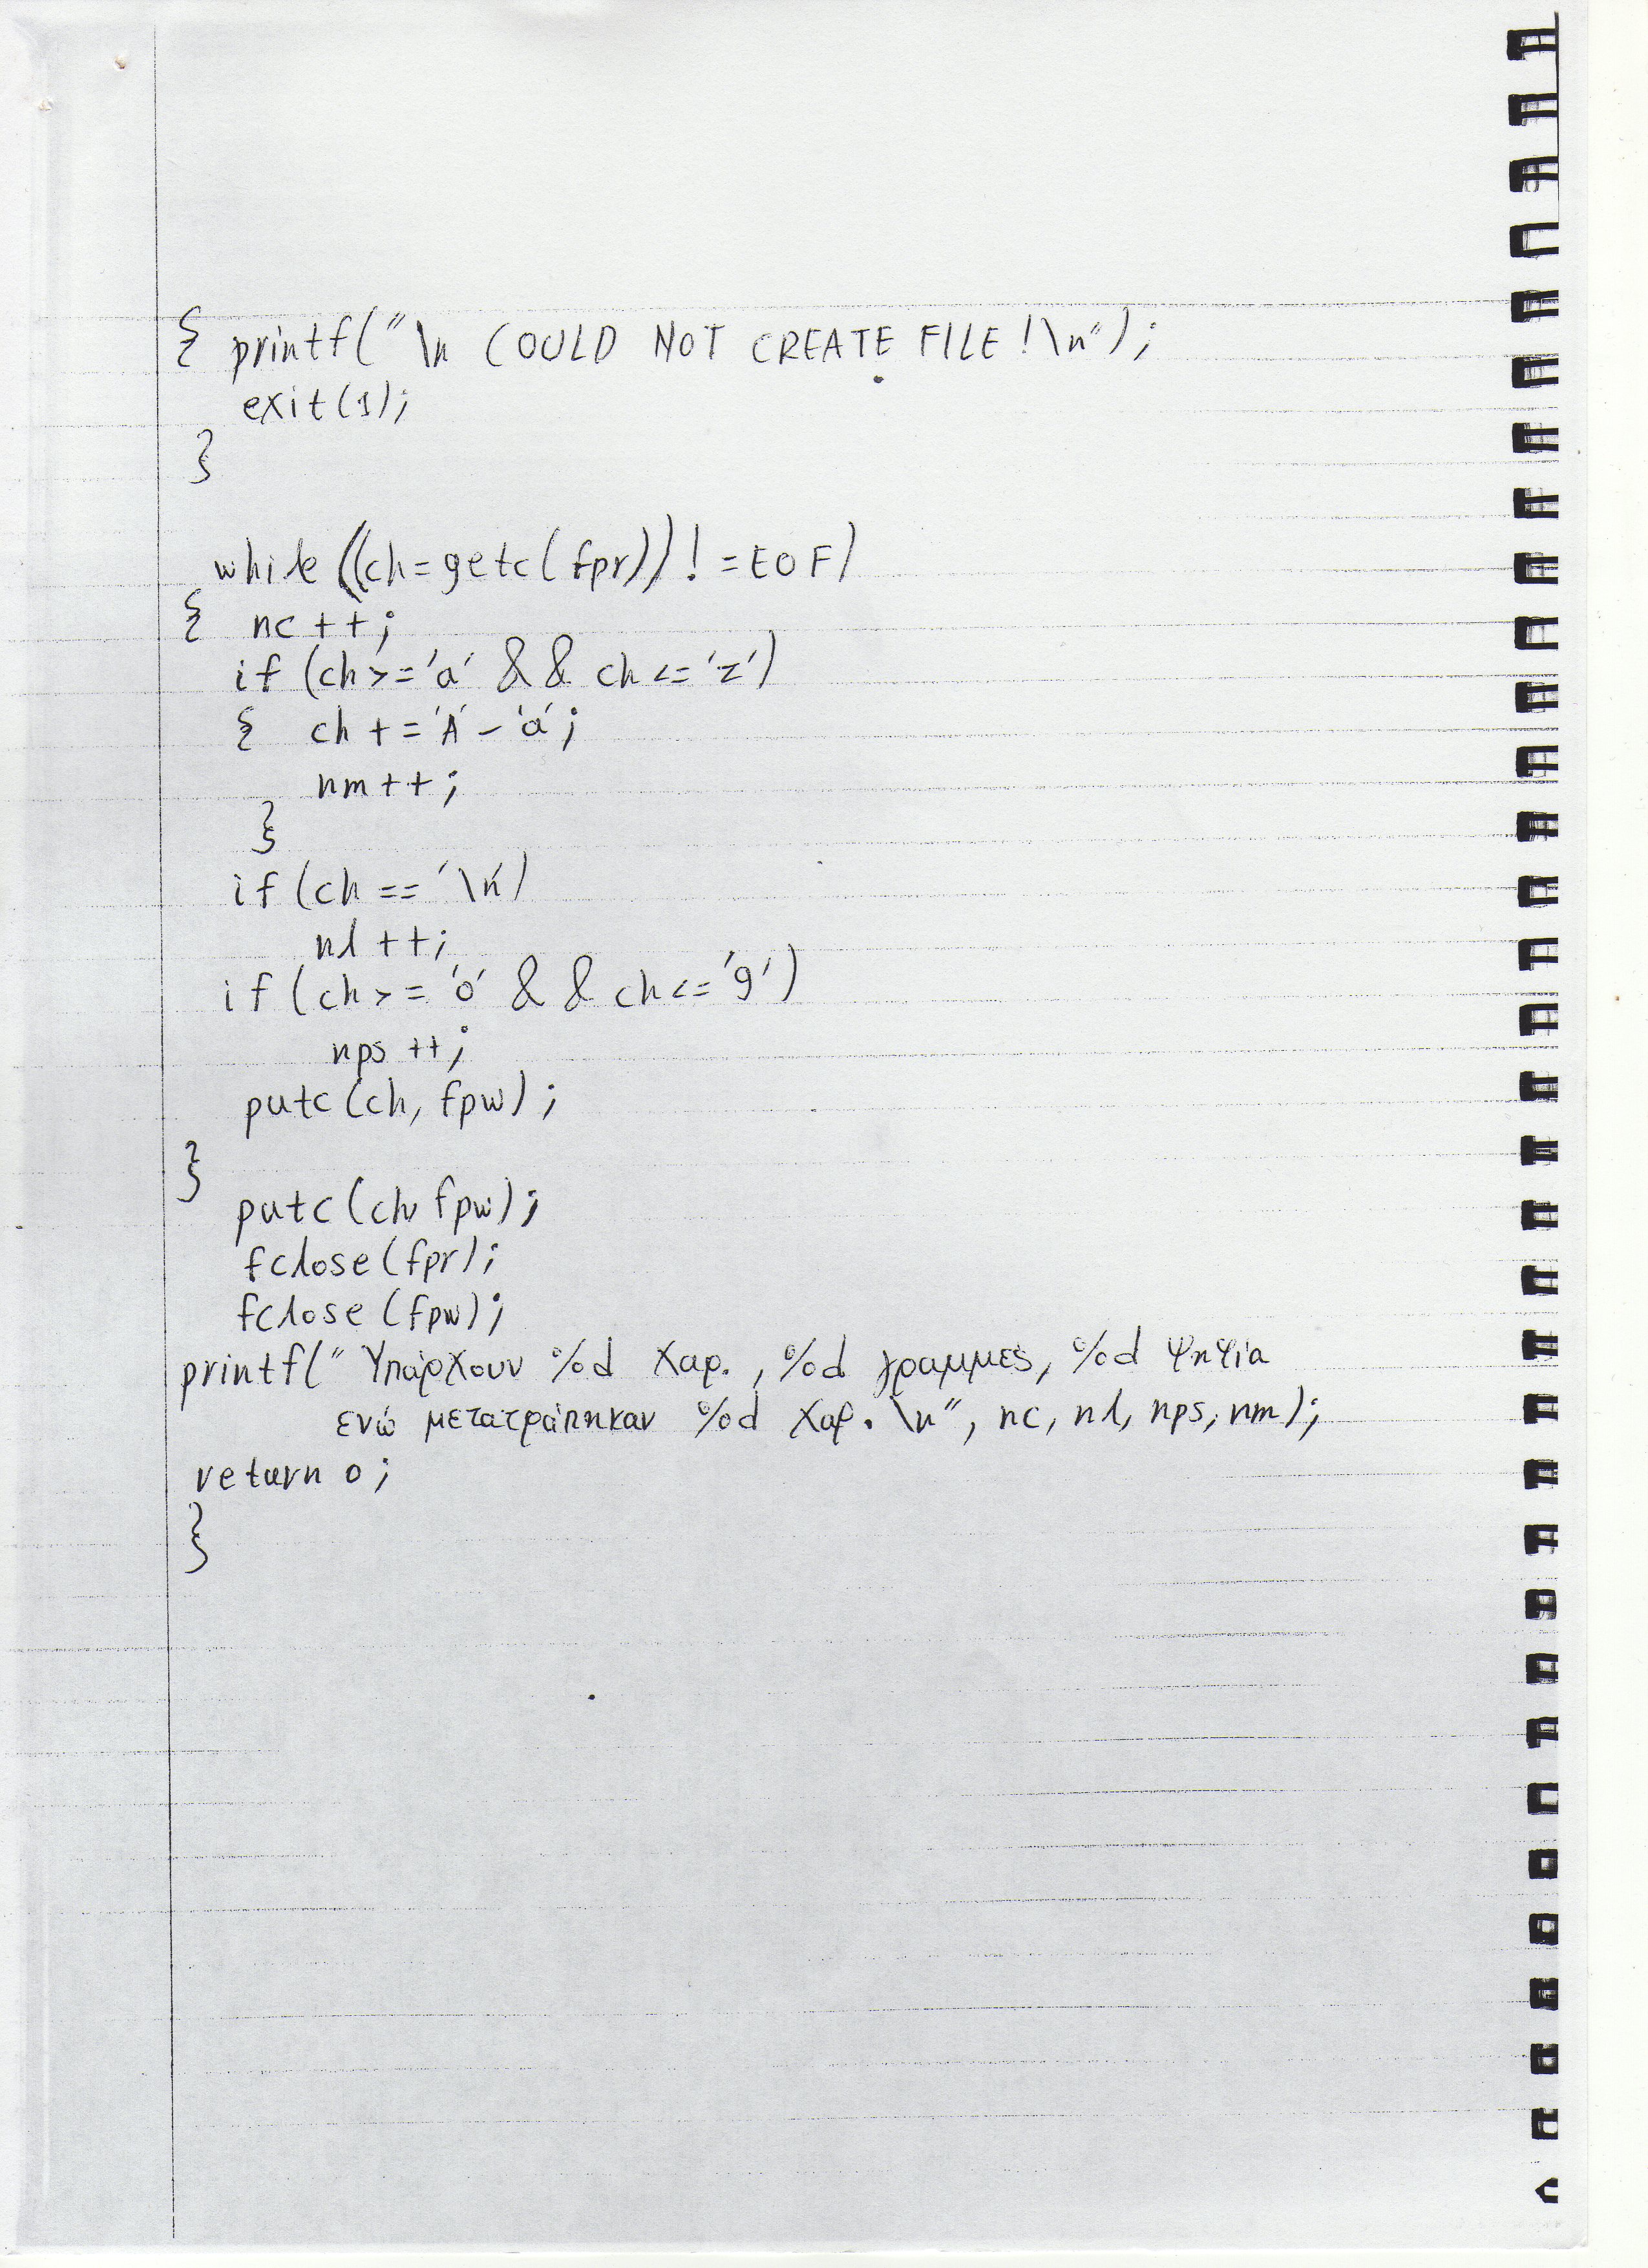 { printf("\n COULD NOT CREATE FILE!\n");
exit(1);
}
while ((ch=getc(fpr))!=EOF)
{ nc++;
if (ch>='a' && ch<='z')
{ ch+='A'-'a';
nm++;
}
if (ch=='\n')
nl++;
if (ch>='0' && ch<='9')
nps++;
putc(ch, fpw);
}
putc(ch, fpw);
fclose(fpr);
fclose(fpw);
printf("Υπάρχουν %d χαρ., %d γραμμές, %d ψηφία
ενώ μετατράπηκαν %d χαρ. \n", nc, nl, nps, nm);
return 0;
}